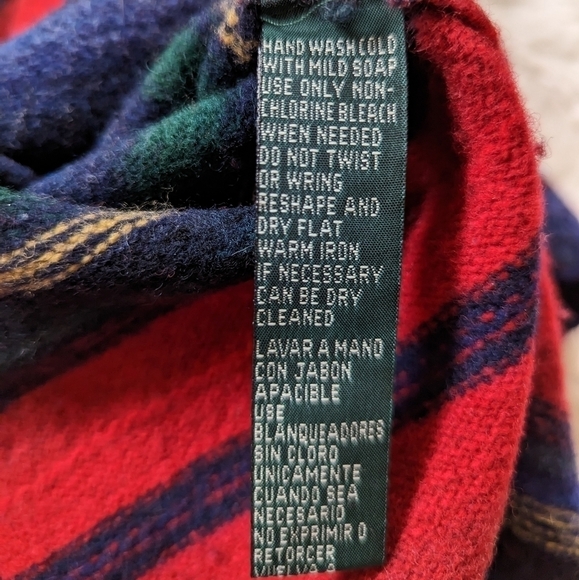 HAND WASH COLD
WITH MILD SOAP
USE ONLY NON-
CHLORINE BLEACH
WHEN NEEDED
DO NOT TWIST
OR WRING
RESHAPE AND
DRY FLAT
WARM IRON
IF NECESSARY
CAN BE DRY
CLEANED
LAVAR A MANO
CON JABON
APACIBLE
USE
BLANQUEADORES
SIN CLORO
UNICAMENTE
CUANDO SEA
NECESARIO
NO EXPRIMIR O
RETORCER
VUELVA A